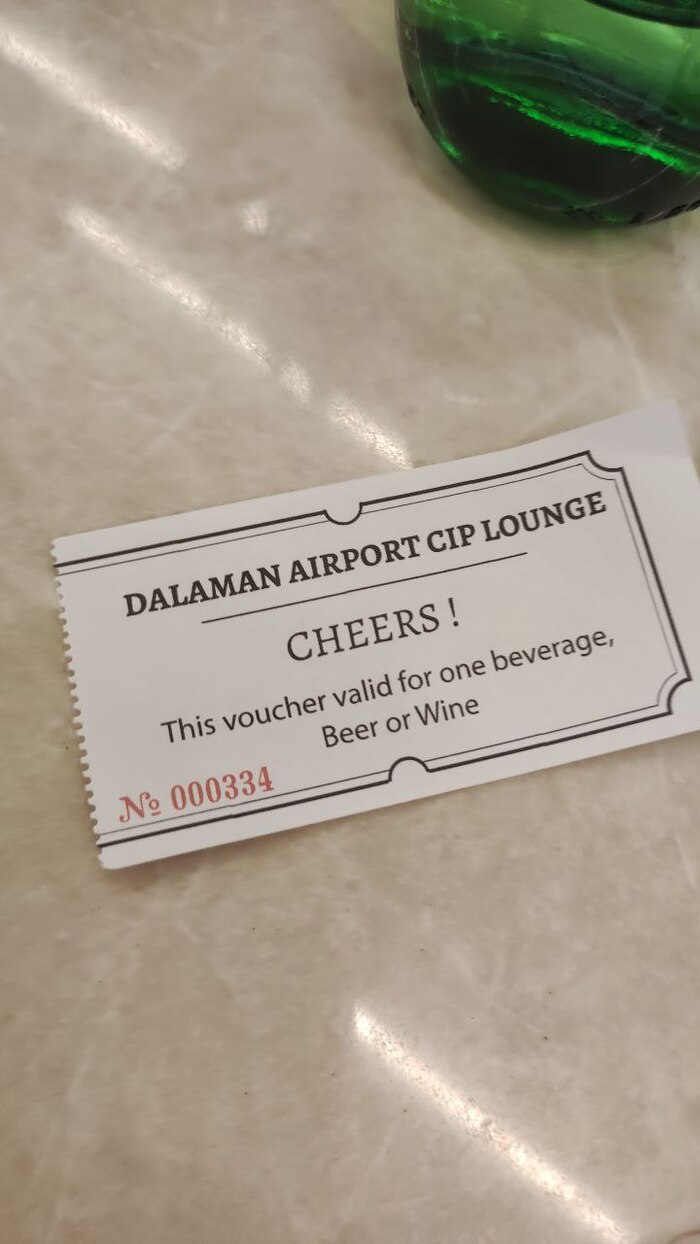 DALAMAN AIRPORT CIP LOUNGE
CHEERS !
This voucher valid for one beverage,
Beer or Wine
№ 000334